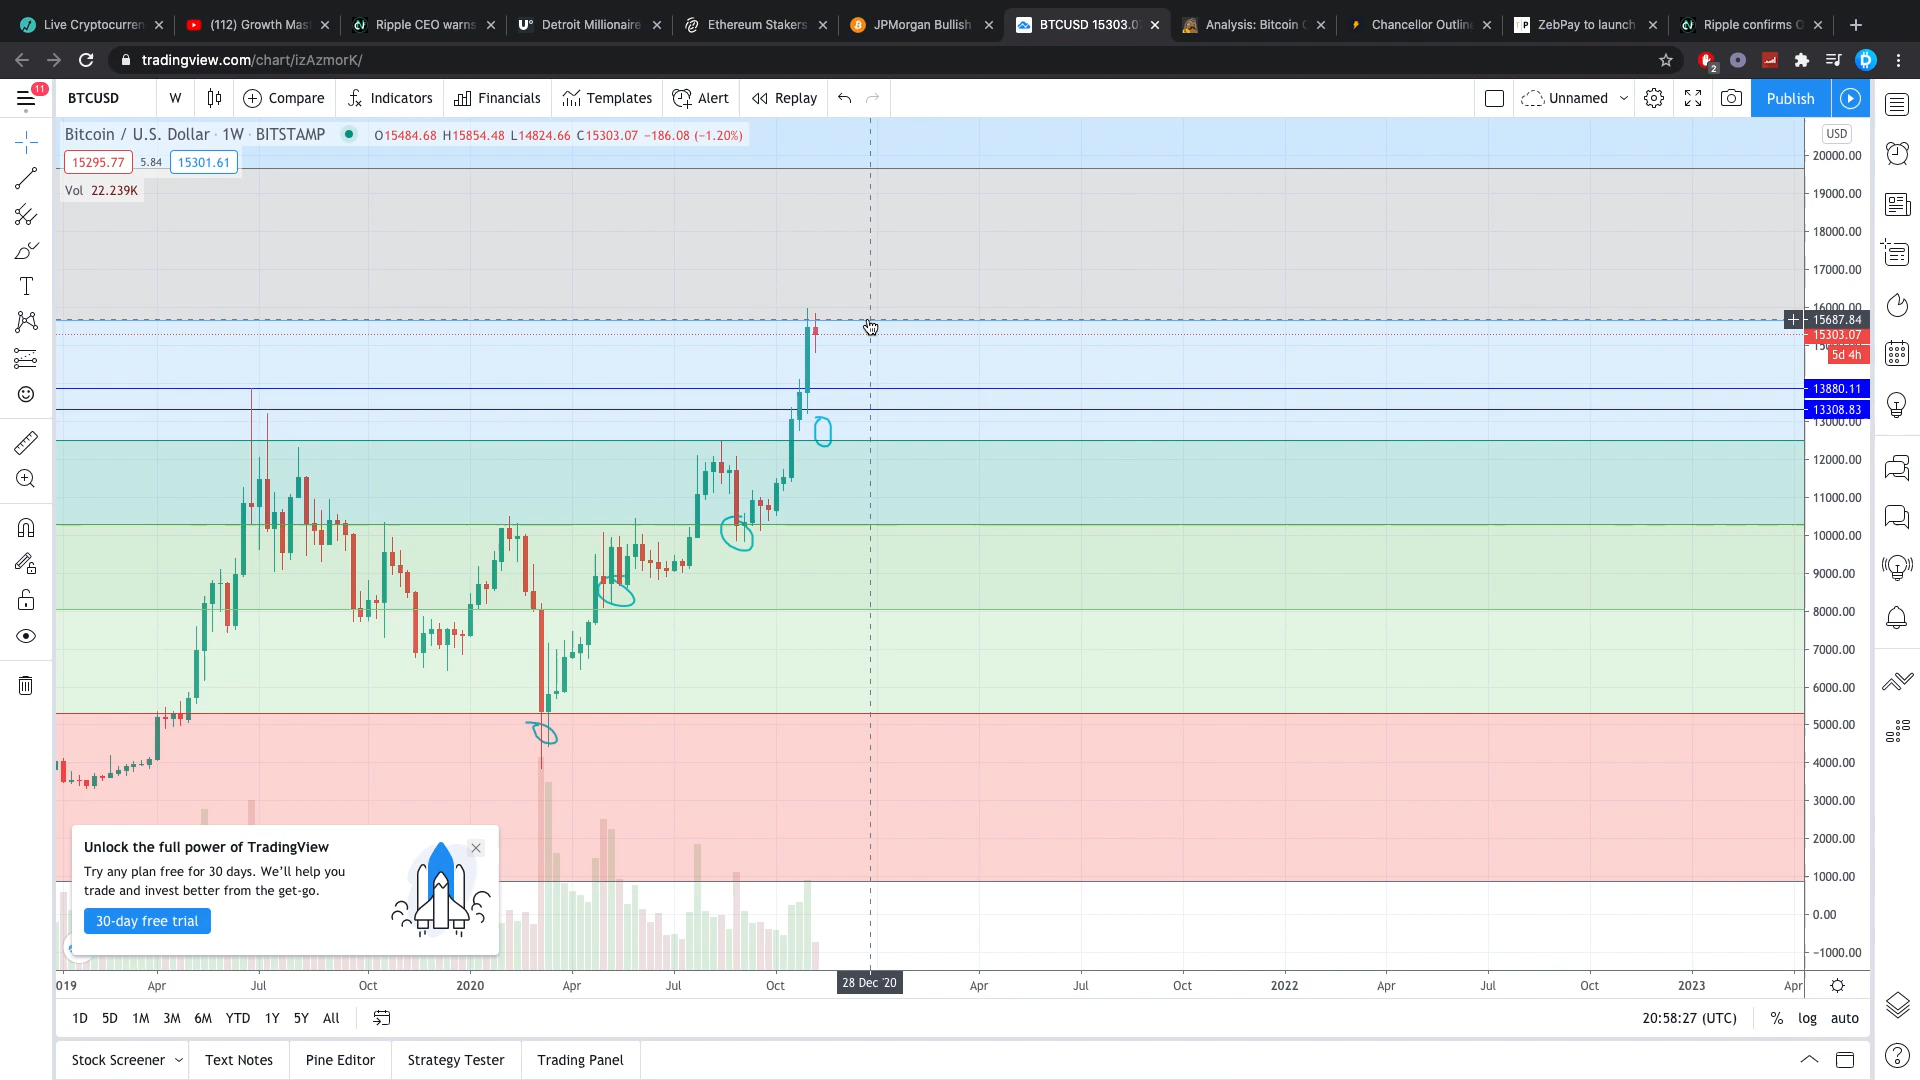 Live Cryptocurren
(112) Growth Mas
Ripple CEO warns
Detroit Millionaire
Ethereum Stakers
JPMorgan Bullish
BTCUSD 15303.0
Analysis: Bitcoin
Chancellor Outlin
ZebPay to launch
Ripple confirms
tradingview.com/chart/izAzmorK/
2
11
BTCUSD
W
Compare
Indicators
Financials
Templates
Alert
Replay
Unnamed
Publish
Bitcoin / U.S. Dollar · 1W · BITSTAMP
O15484.68 H15854.48 L14824.66 C15303.07 −186.08 (−1.20%)
USD
15295.77
5.84
15301.61
Vol 22.239K
20000.00
19000.00
18000.00
17000.00
16000.00
15687.84
15303.07
5d 4h
13880.11
13308.83
13000.00
12000.00
11000.00
10000.00
9000.00
8000.00
7000.00
6000.00
5000.00
4000.00
3000.00
2000.00
1000.00
0.00
−1000.00
Unlock the full power of TradingView
Try any plan free for 30 days. We'll help you
trade and invest better from the get-go.
30-day free trial
019
Apr
Jul
Oct
2020
Apr
Jul
Oct
28 Dec '20
Apr
Jul
Oct
2022
Apr
Jul
Oct
2023
Apr
1D
5D
1M
3M
6M
YTD
1Y
5Y
All
20:58:27 (UTC)
%
log
auto
Stock Screener
Text Notes
Pine Editor
Strategy Tester
Trading Panel